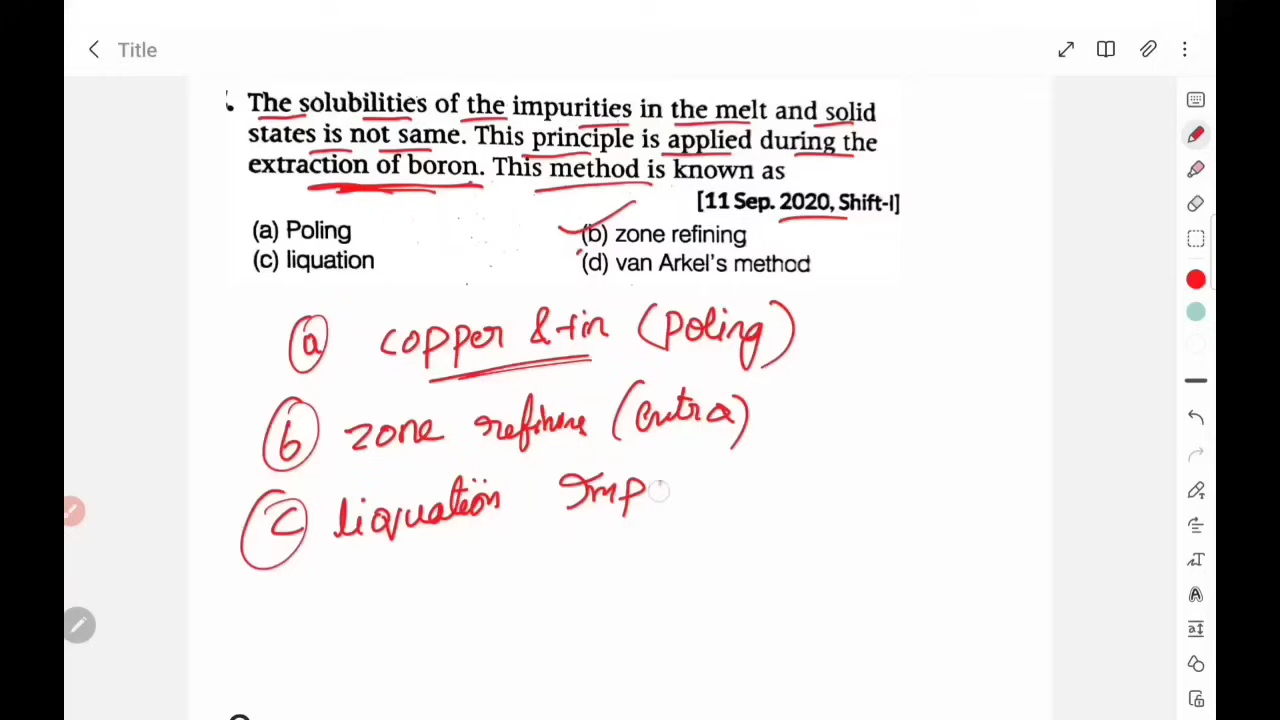 Title
. The solubilities of the impurities in the melt and solid
states is not same. This principle is applied during the
extraction of boron. This method is known as
[11 Sep. 2020, Shift-I]
(a) Poling (b) zone refining
(c) liquation (d) van Arkel's method
a copper & tin (Poling)
b zone refine
c liquation Imp